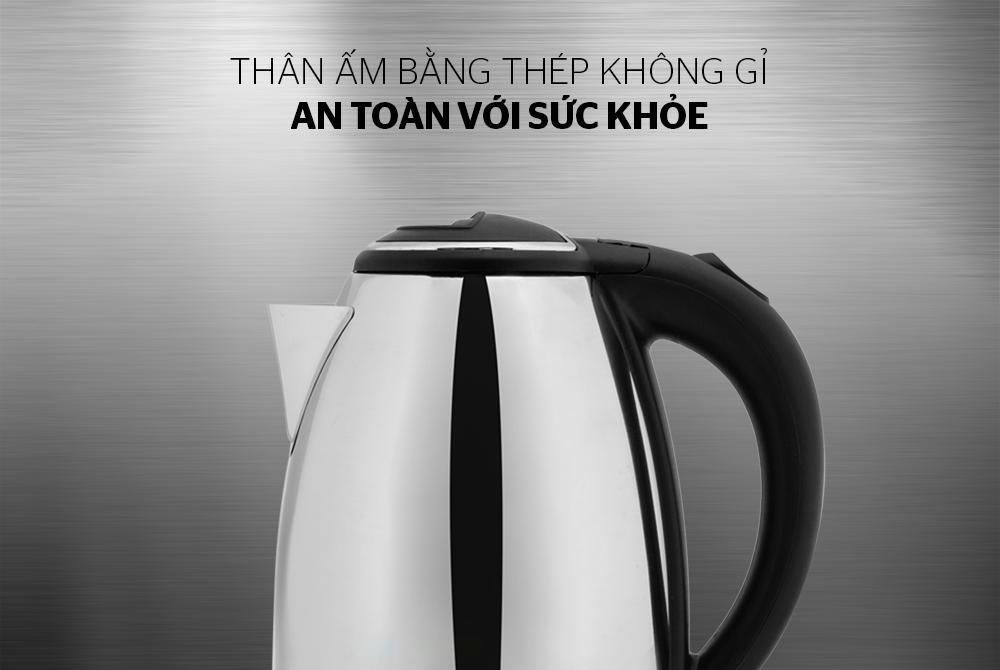 THÂN ẤM BẰNG THÉP KHÔNG GỈ
AN TOÀN VỚI SỨC KHỎE